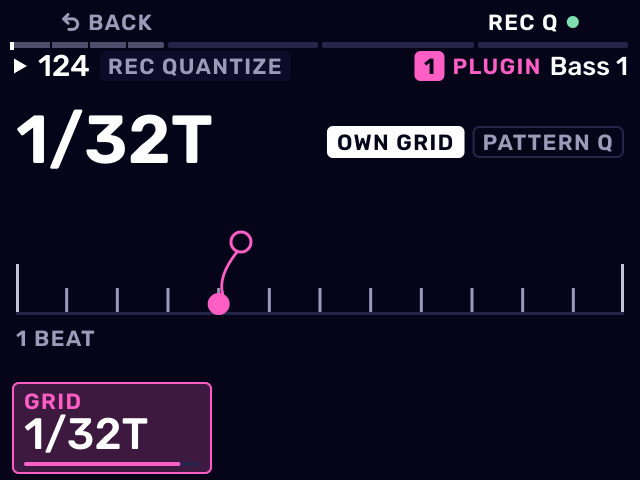 BACK
REC Q
124 REC QUANTIZE
1 PLUGIN Bass 1
1/32T
OWN GRID PATTERN Q
1 BEAT
GRID
1/32T